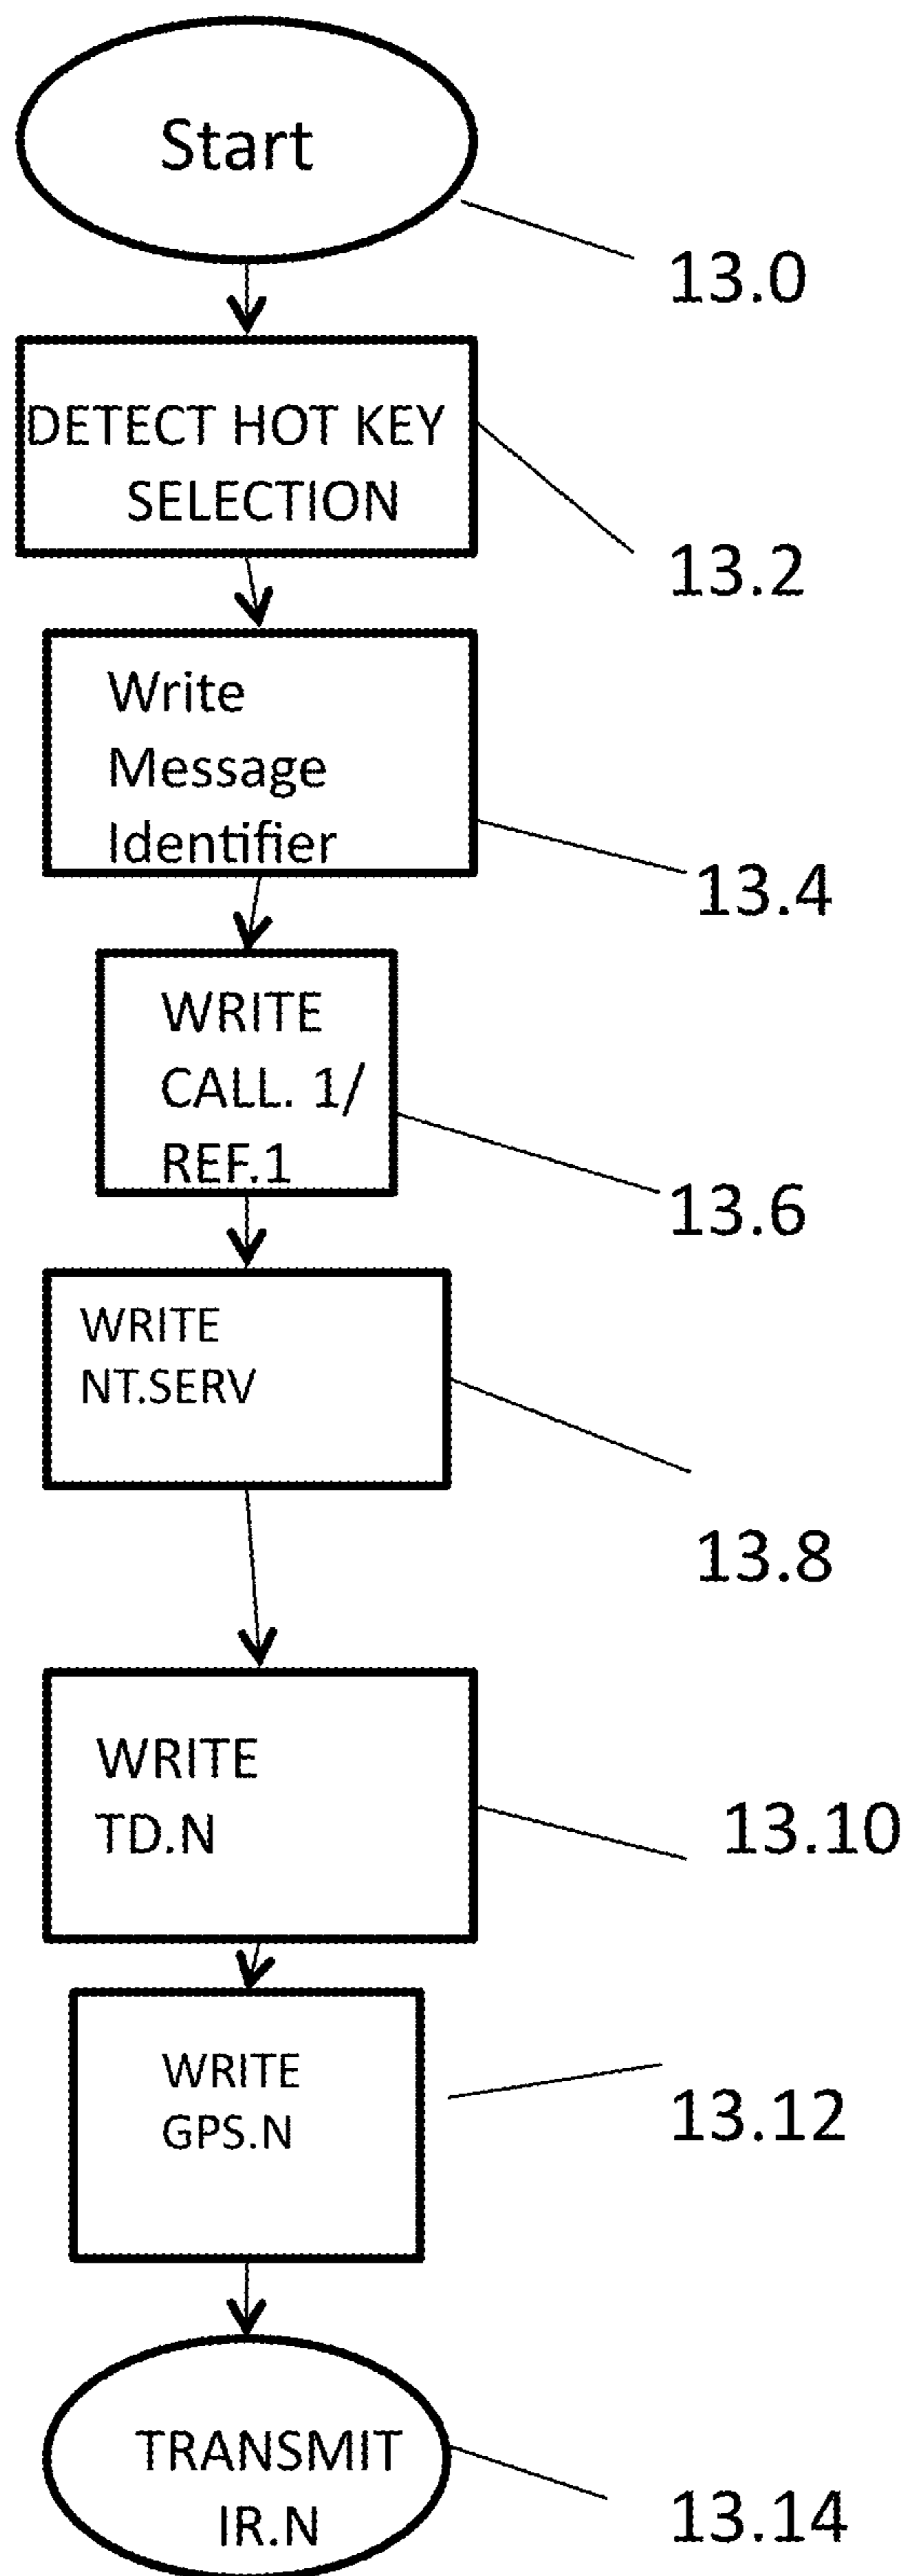 Start
13.0
DETECT HOT KEY
SELECTION
13.2
Write
Message
Identifier
13.4
WRITE
CALL. 1/
REF.1
13.6
WRITE
NT.SERV
13.8
WRITE
TD.N
13.10
WRITE
GPS.N
13.12
TRANSMIT
IR.N
13.14